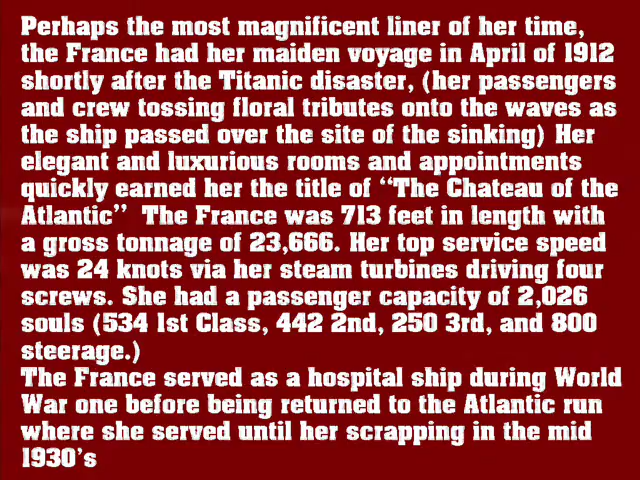 Perhaps the most magnificent liner of her time,
the France had her maiden voyage in April of 1912
shortly after the Titanic disaster, (her passengers
and crew tossing floral tributes onto the waves as
the ship passed over the site of the sinking) Her
elegant and luxurious rooms and appointments
quickly earned her the title of “The Chateau of the
Atlantic”  The France was 713 feet in length with
a gross tonnage of 23,666. Her top service speed
was 24 knots via her steam turbines driving four
screws. She had a passenger capacity of 2,026
souls (534 1st Class, 442 2nd, 250 3rd, and 800
steerage.)
The France served as a hospital ship during World
War one before being returned to the Atlantic run
where she served until her scrapping in the mid
1930’s